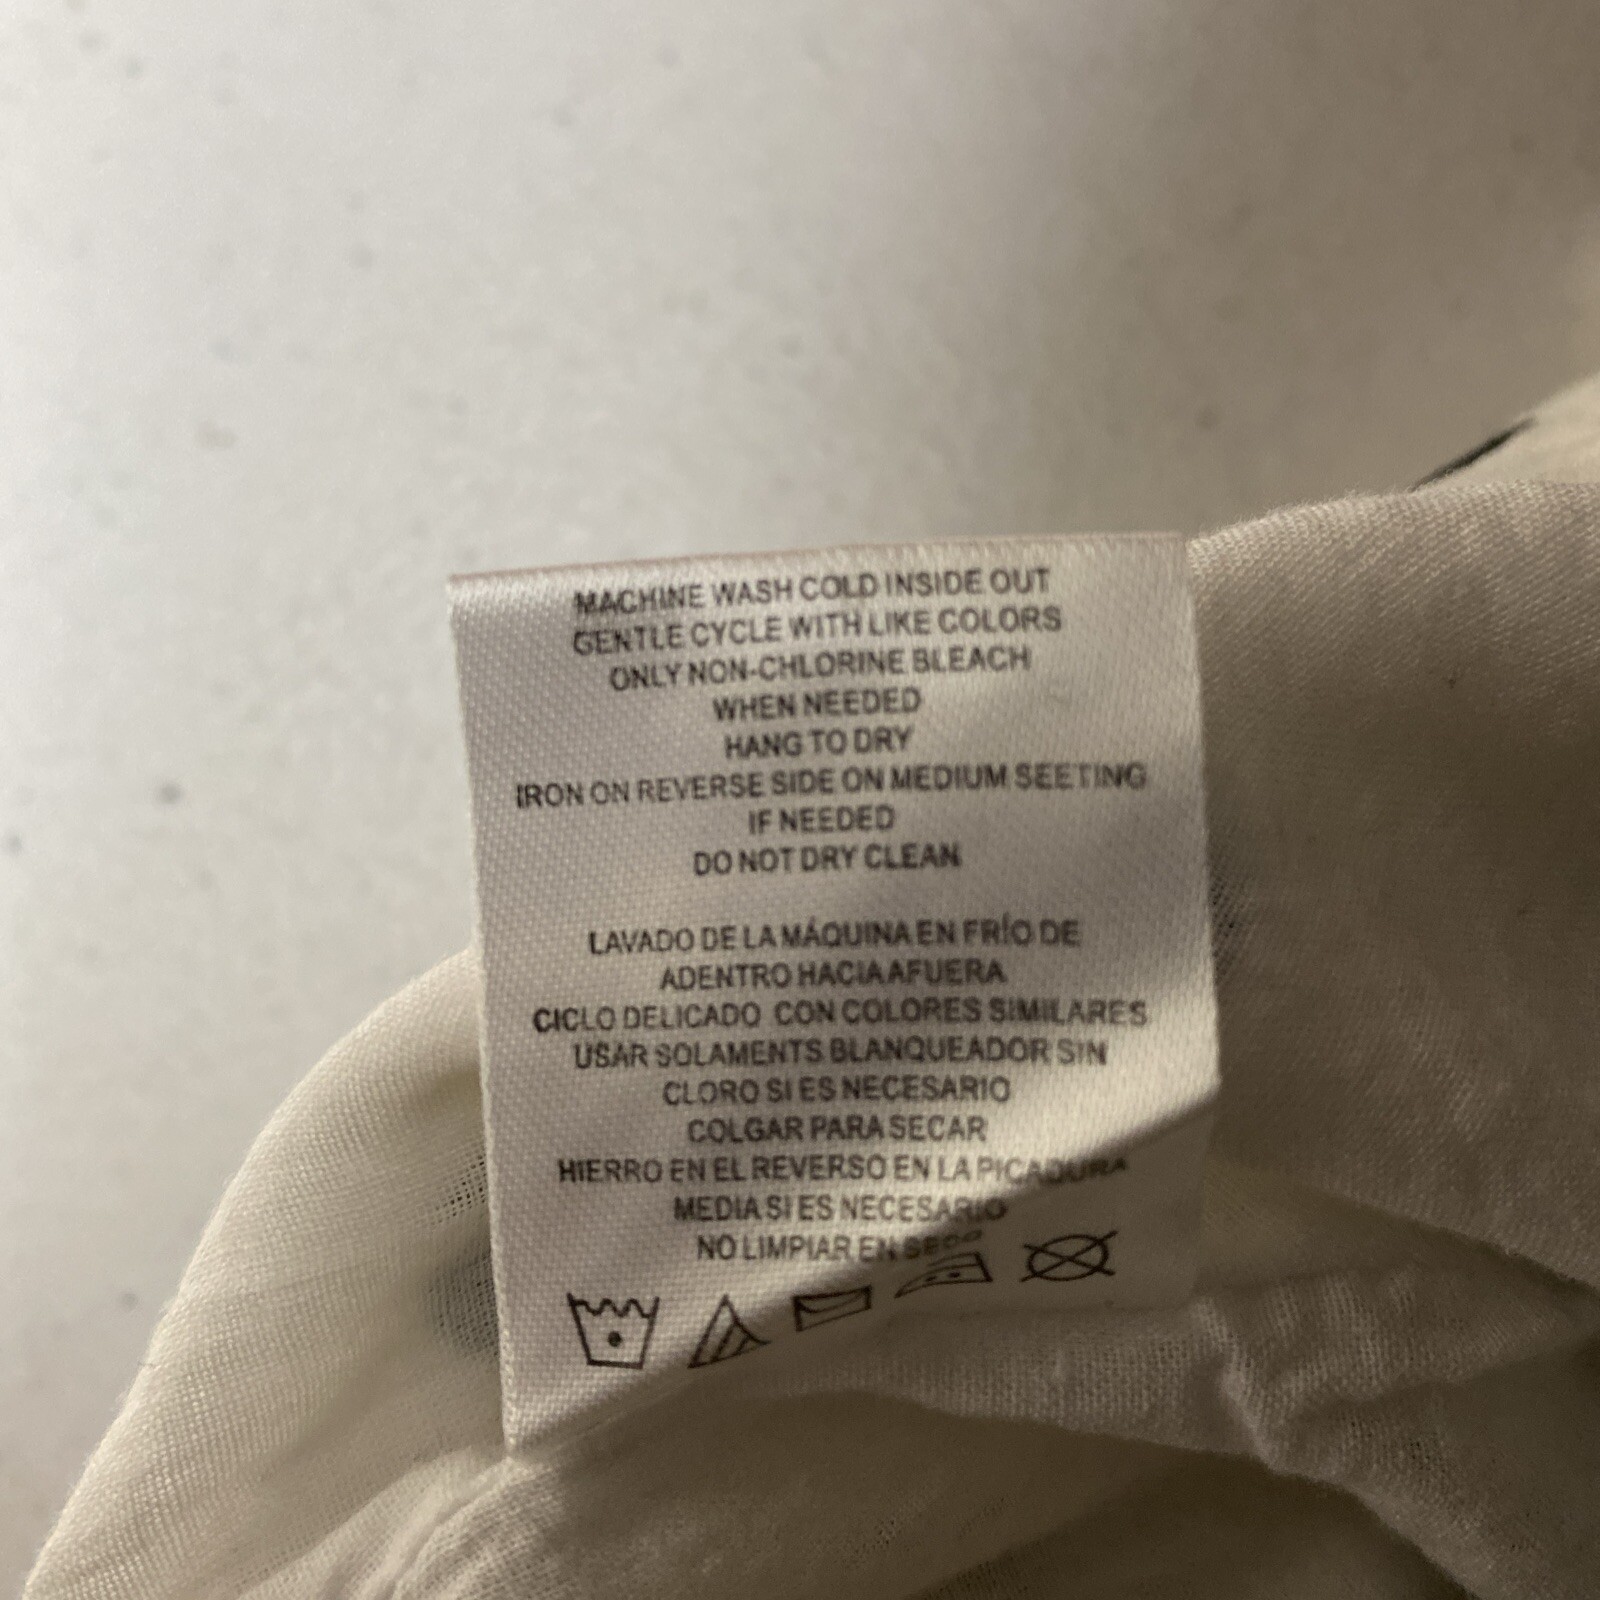 MACHINE WASH COLD INSIDE OUT
GENTLE CYCLE WITH LIKE COLORS
ONLY NON-CHLORINE BLEACH
WHEN NEEDED
HANG TO DRY
IRON ON REVERSE SIDE ON MEDIUM SEETING
IF NEEDED
DO NOT DRY CLEAN
LAVADO DE LA MÁQUINA EN FRÍO DE
ADENTRO HACIA AFUERA
CICLO DELICADO CON COLORES SIMILARES
USAR SOLAMENTS BLANQUEADOR SIN
CLORO SI ES NECESARIO
COLGAR PARA SECAR
HIERRO EN EL REVERSO EN LA PICADURA
MEDIA SI ES NECESARIO
NO LIMPIAR EN SECO